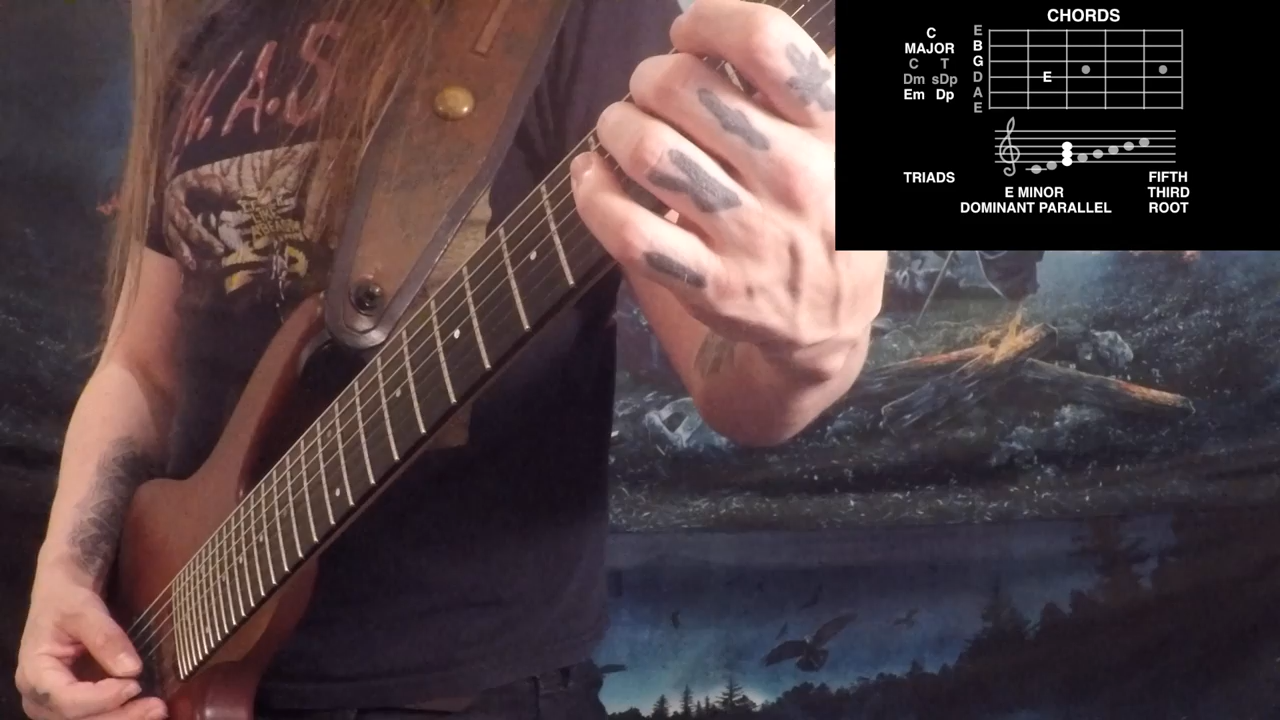 W.A.S
CHORDS
C
MAJOR
C T
Dm sDp
Em Dp
E
B
G
D
A
E
E
TRIADS
E MINOR
DOMINANT PARALLEL
FIFTH
THIRD
ROOT